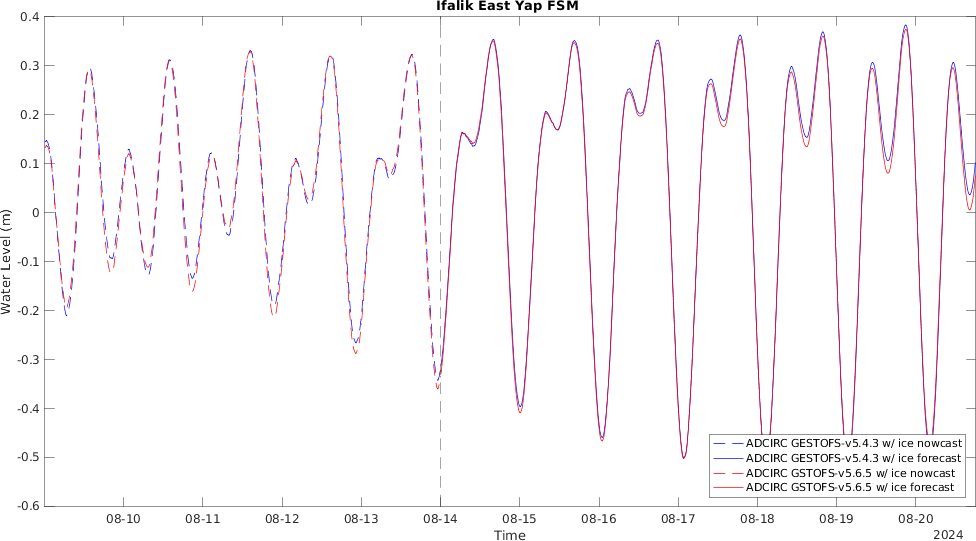 Ifalik East Yap FSM
0.4
0.3
0.2
0.1
0
-0.1
-0.2
-0.3
-0.4
-0.5
-0.6
Water Level (m)
ADCIRC GESTOFS-v5.4.3 w/ ice nowcast
ADCIRC GESTOFS-v5.4.3 w/ ice forecast
ADCIRC GSTOFS-v5.6.5 w/ ice nowcast
ADCIRC GSTOFS-v5.6.5 w/ ice forecast
08-10 08-11 08-12 08-13 08-14 08-15 08-16 08-17 08-18 08-19 08-20
Time
2024